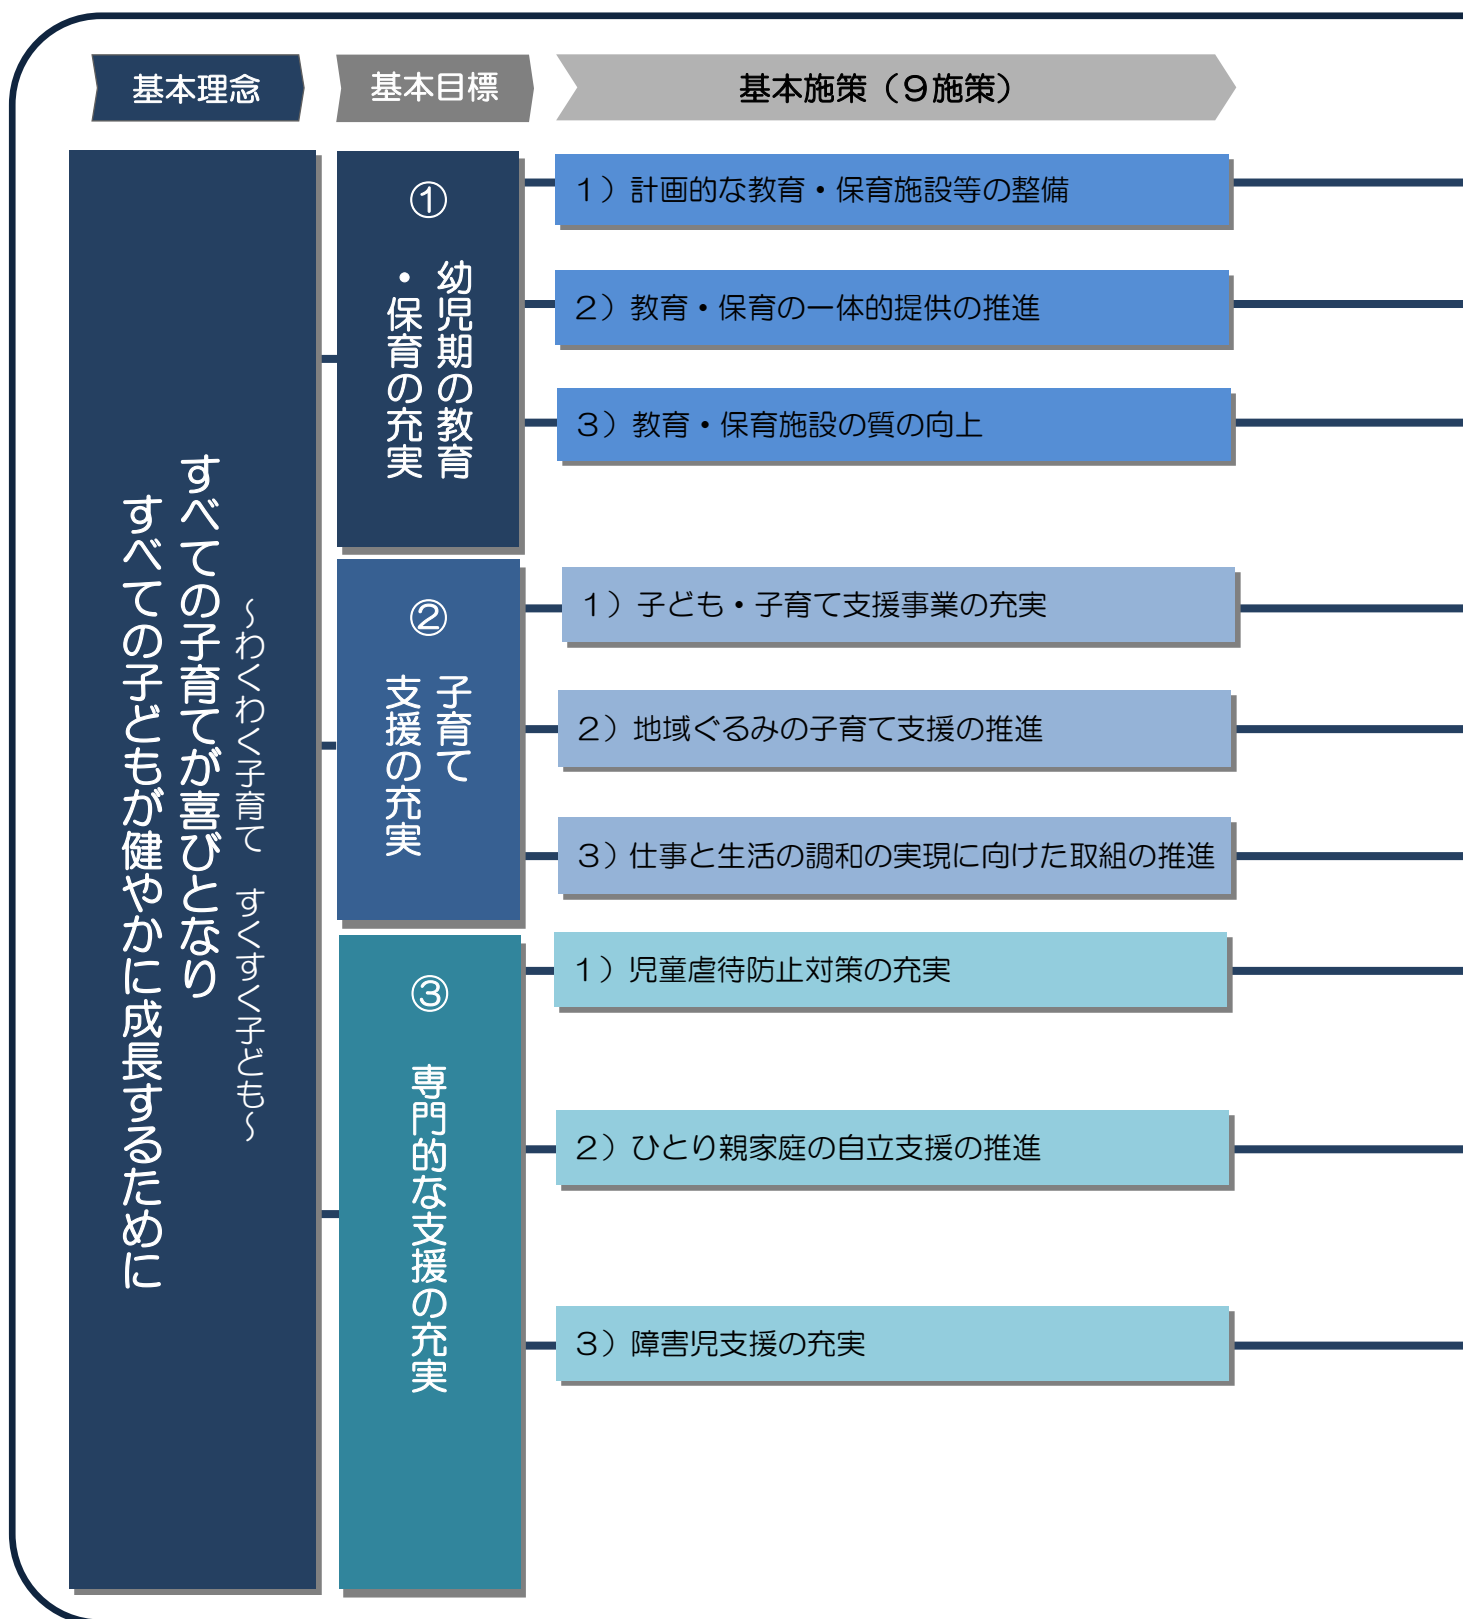 基本理念
基本目標
基本施策（９施策）
～わくわく子育て　すくすく子ども～
すべての子育てが喜びとなり
すべての子どもが健やかに成長するために
①
幼児期の教育
・保育の充実
１）計画的な教育・保育施設等の整備
２）教育・保育の一体的提供の推進
３）教育・保育施設の質の向上
②
子育て
支援の充実
１）子ども・子育て支援事業の充実
２）地域ぐるみの子育て支援の推進
３）仕事と生活の調和の実現に向けた取組の推進
③
専門的な支援の充実
１）児童虐待防止対策の充実
２）ひとり親家庭の自立支援の推進
３）障害児支援の充実